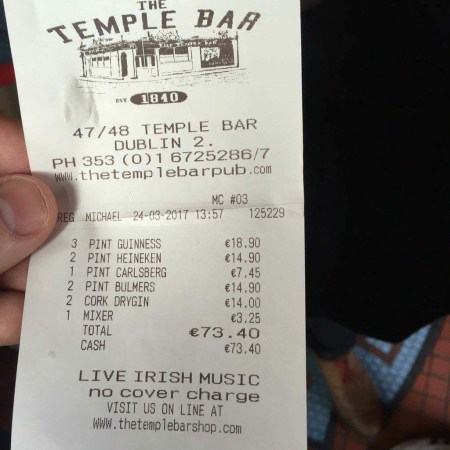 THE
TEMPLE BAR
EST 1840
47/48 TEMPLE BAR
DUBLIN 2.
PH 353 (0)1 6725286/7
WWW.thetemplebarpub.com
MC #03
REG MICHAEL 24-03-2017 13:57 125229
3 PINT GUINNESS €18.90
2 PINT HEINEKEN €14.90
1 PINT CARLSBERG €7.45
2 PINT BULMERS €14.90
2 CORK DRYGIN €14.00
1 MIXER €3.25
TOTAL €73.40
CASH €73.40
LIVE IRISH MUSIC
no cover charge
VISIT US ON LINE AT
WWW.thetemplebarshop.com